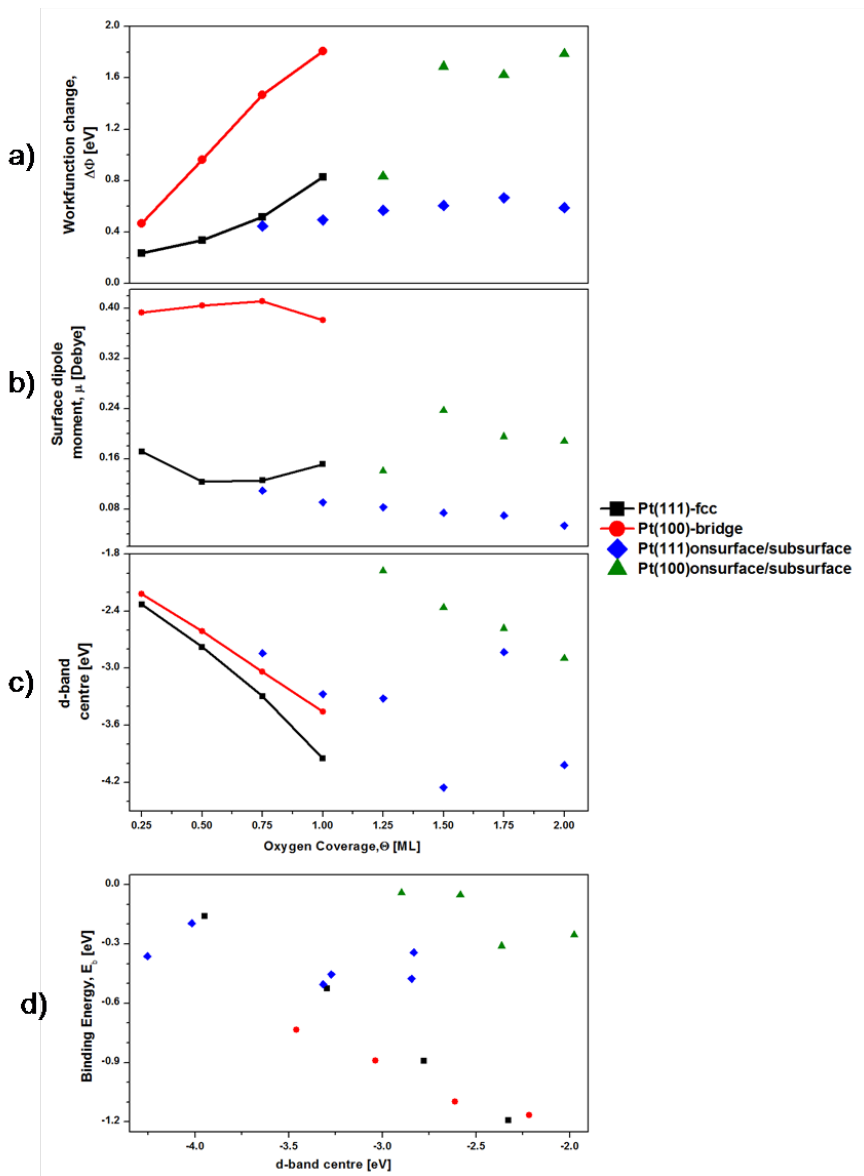 a)
Workfunction change,
ΔΦ [eV]
1.8
1.6
1.2
0.8
0.4
0.0
b)
Surface dipole
moment, μ [Debye]
0.40
0.32
0.24
0.16
0.08
c)
d-band
centre [eV]
-1.8
-2.4
-3.0
-3.6
-4.2
0.25 0.50 0.75 1.00 1.25 1.50 1.75 2.00
Oxygen Coverage,Θ [ML]
Pt(111)-fcc
Pt(100)-bridge
Pt(111)onsurface/subsurface
Pt(100)onsurface/subsurface
d)
Binding Energy, E_b [eV]
0.0
-0.3
-0.6
-0.9
-1.2
-4.0 -3.5 -3.0 -2.5 -2.0
d-band centre [eV]